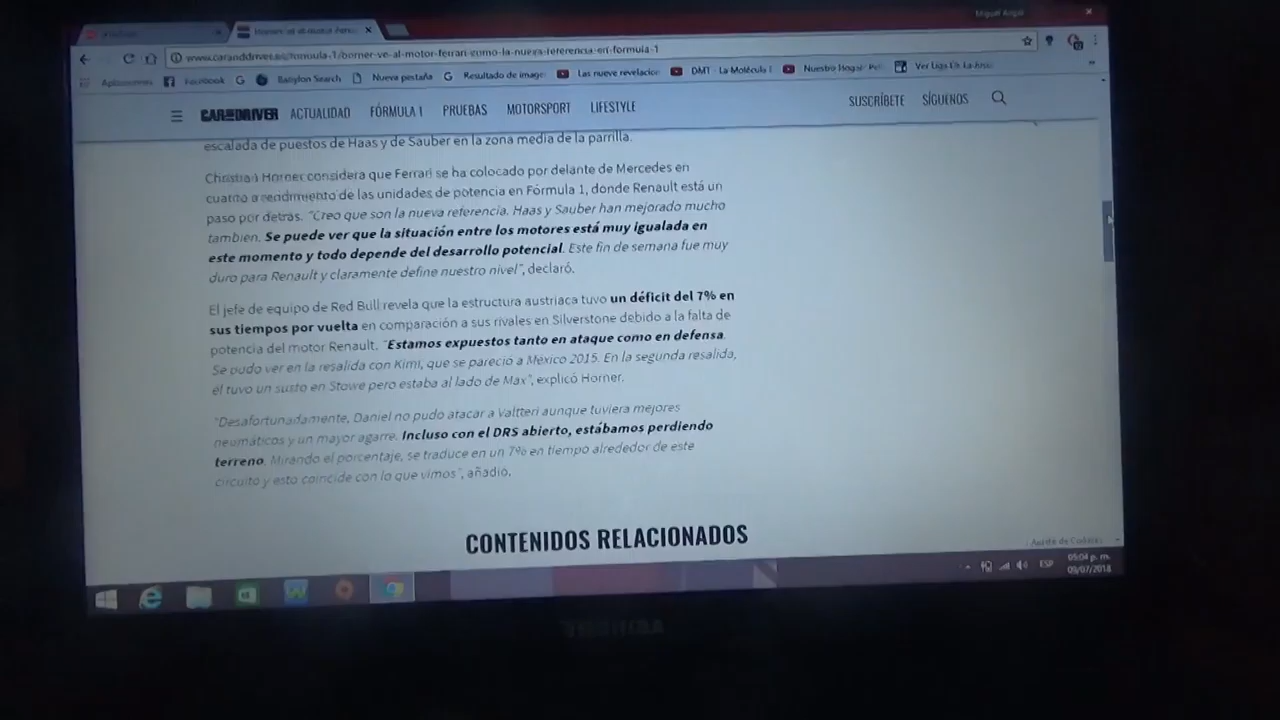 Miguel Angel
www.caranddriver.es/formula-1/horner-ve-al-motor-ferrari-como-la-nueva-referencia-en-formula-1
Aplicaciones Facebook Babylon Search Nueva pestaña Resultado de image Las nueve revelacion DMT - La Molécula Nuestro Hogar Ver Liga
CAR AND DRIVER ACTUALIDAD FÓRMULA 1 PRUEBAS MOTORSPORT LIFESTYLE SUSCRÍBETE SÍGUENOS
escalada de puestos de Haas y de Sauber en la zona media de la parrilla.
Christian Horner considera que Ferrari se ha colocado por delante de Mercedes en
cuanto a rendimiento de las unidades de potencia en Fórmula 1, donde Renault está un
paso por detrás. "Creo que son la nueva referencia. Haas y Sauber han mejorado mucho
también. Se puede ver que la situación entre los motores está muy igualada en
este momento y todo depende del desarrollo potencial. Este fin de semana fue muy
duro para Renault y claramente define nuestro nivel", declaró.
El jefe de equipo de Red Bull revela que la estructura austriaca tuvo un déficit del 7% en
sus tiempos por vuelta en comparación a sus rivales en Silverstone debido a la falta de
potencia del motor Renault. "Estamos expuestos tanto en ataque como en defensa.
Se pudo ver en la resalida con Kimi, que se pareció a México 2015. En la segunda resalida,
él tuvo un susto en Stowe pero estaba al lado de Max", explicó Horner.
"Desafortunadamente, Daniel no pudo atacar a Valtteri aunque tuviera mejores
neumáticos y un mayor agarre. Incluso con el DRS abierto, estábamos perdiendo
terreno. Mirando el porcentaje, se traduce en un 7% en tiempo alrededor de este
circuito y esto coincide con lo que vimos", añadió.
CONTENIDOS RELACIONADOS
ESP
05:04 p. m.
09/07/2018
TOSHIBA